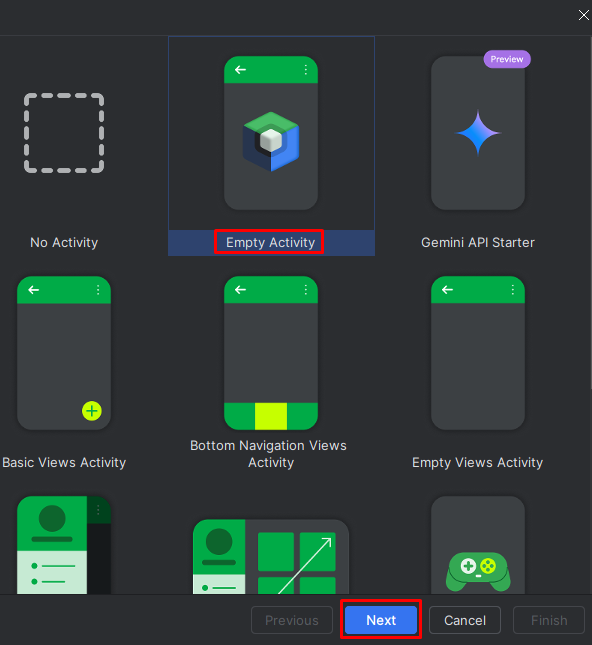 Preview
No Activity
Empty Activity
Gemini API Starter
Basic Views Activity
Bottom Navigation Views
Activity
Empty Views Activity
Previous
Next
Cancel
Finish